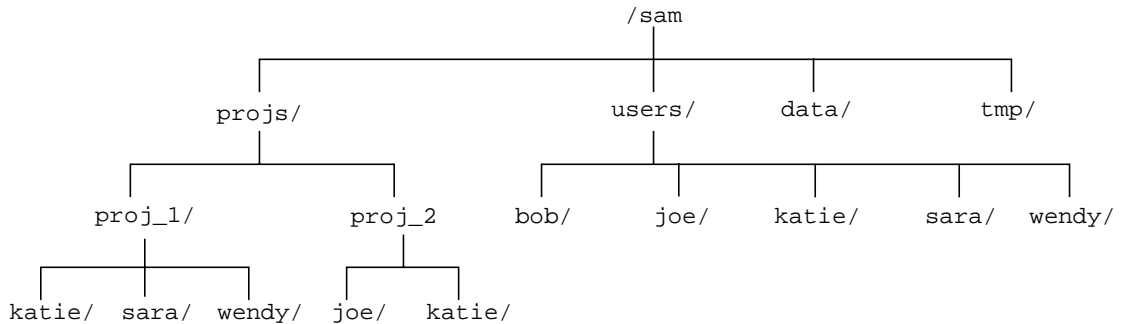 /sam
projs/ users/ data/ tmp/
proj_1/ proj_2 bob/ joe/ katie/ sara/ wendy/
katie/ sara/ wendy/ joe/ katie/